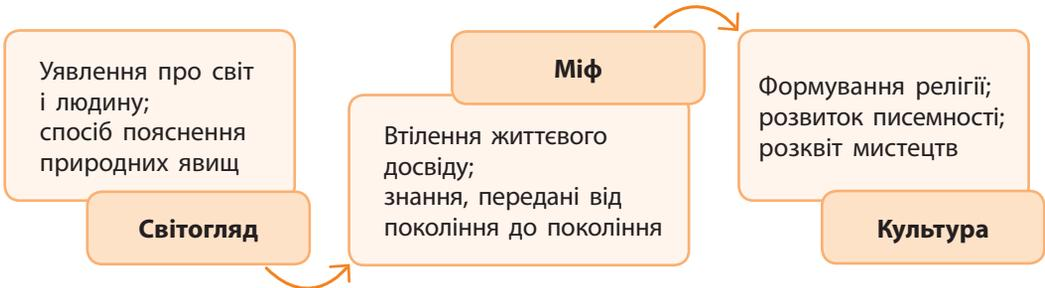 Уявлення про світ
і людину;
спосіб пояснення
природних явищ
Світогляд
Міф
Втілення життєвого
досвіду;
знання, передані від
покоління до покоління
Формування релігії;
розвиток писемності;
розквіт мистецтв
Культура